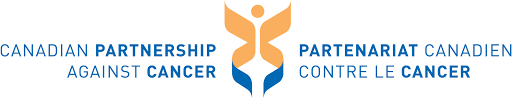 CANADIAN PARTNERSHIP
AGAINST CANCER
PARTENARIAT CANADIEN
CONTRE LE CANCER